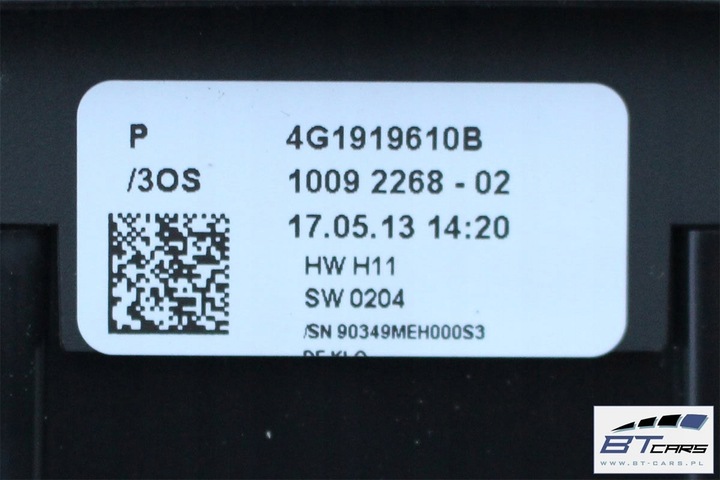 P 4G1919610B
/3OS 1009 2268 - 02
17.05.13 14:20
HW H11
SW 0204
/SN 90349MEH000S3
BT CARS
WWW.BT-CARS.PL